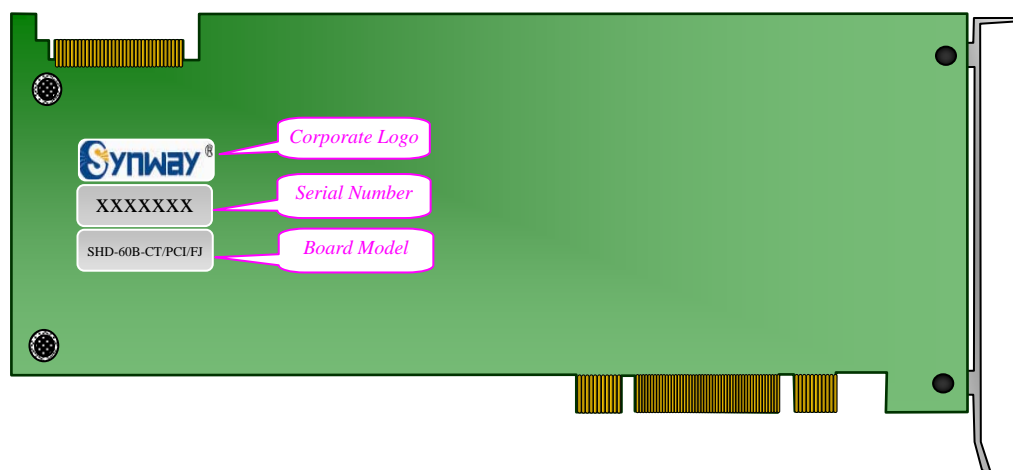 Synway ®
Corporate Logo
XXXXXXX
Serial Number
SHD-60B-CT/PCI/FJ
Board Model